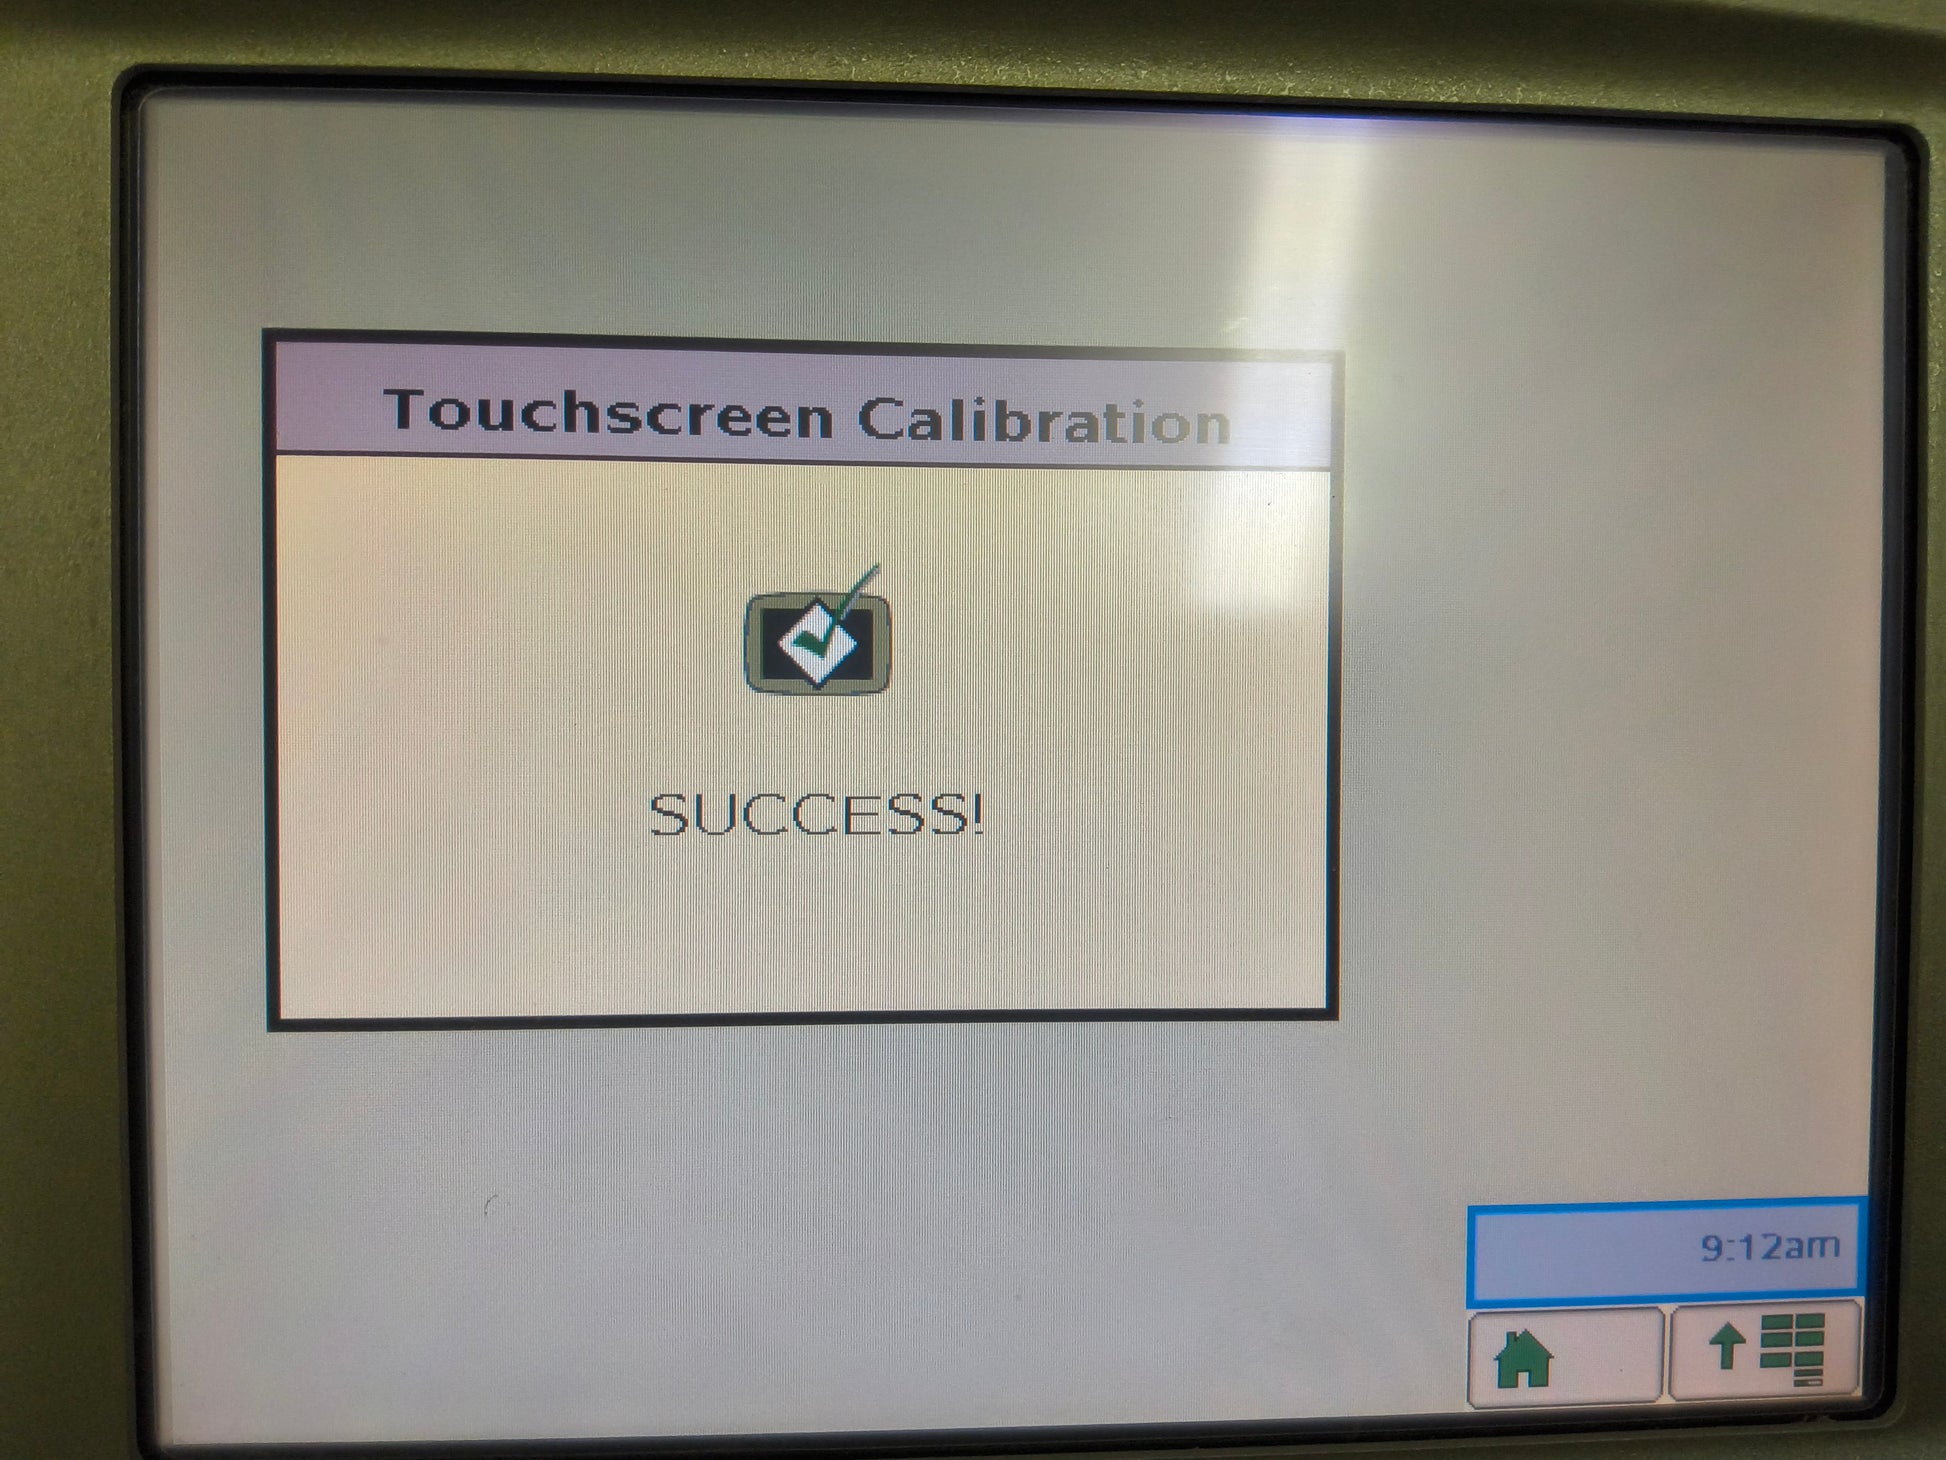 Touchscreen Calibration
SUCCESS!
9:12am